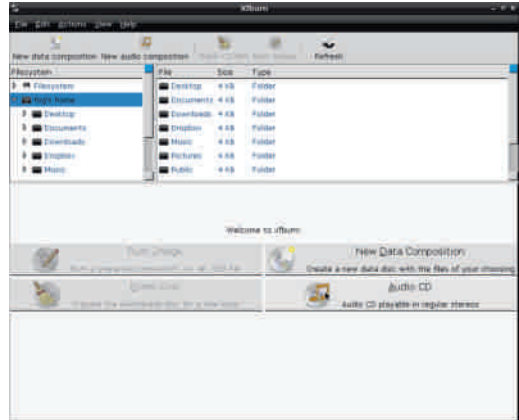 Xfburn
File Edit Actions View Help
New data composition New audio composition Refresh
Filesystem File Size Type
Filesystem Desktop 4 KB Folder
Documents 4 KB Folder
Desktop Downloads 4 KB Folder
Documents Dropbox 4 KB Folder
Downloads Music 4 KB Folder
Dropbox Pictures 4 KB Folder
Music Public 4 KB Folder
Welcome to xfburn
Burn Image New Data Composition
Create a new data disc with the files of your choosing
Audio CD
Audio CD playable in regular stereos